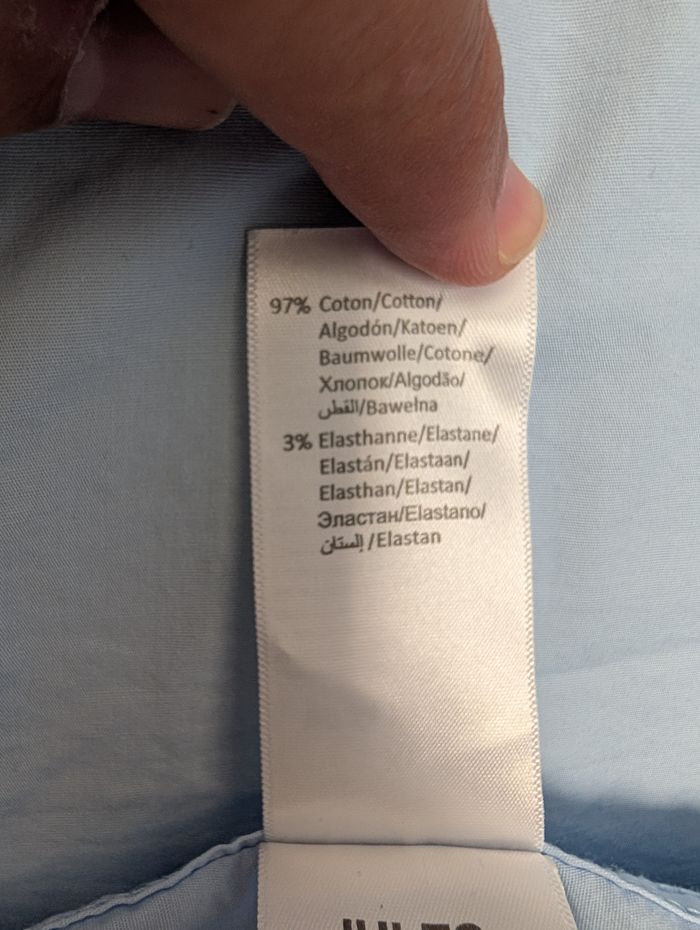 97% Coton/Cotton/
Algodón/Katoen/
Baumwolle/Cotone/
Хлопок/Algodão/
القطن/Bawełna
3% Elasthanne/Elastane/
Elastán/Elastaan/
Elasthan/Elastan/
Эластан/Elastano/
إلستان/Elastan